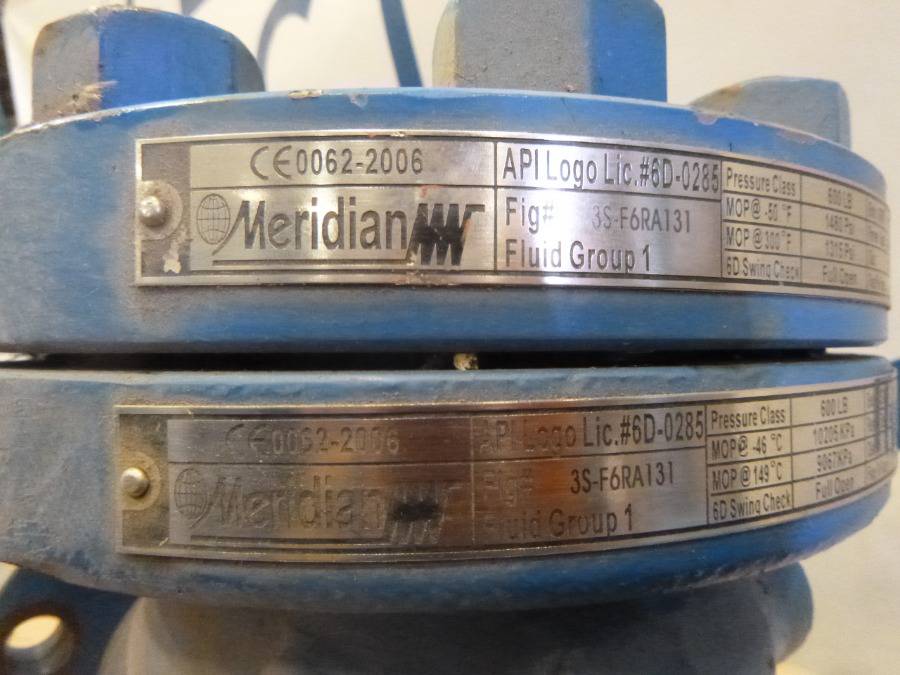 CE0062-2006
API Logo Lic.#6D-0285
Meridian
Fig# 3S-F6RA131
Fluid Group 1
Pressure Class 600 LB
MOP@ -50 °F 1480 Psi
MOP @300°F 1315 Psi
6D Swing Check Full Open
CE0062-2006
API Logo Lic.#6D-0285
Meridian
Fig# 3S-F6RA131
Fluid Group 1
Pressure Class 600 LB
MOP@ -46 °C 10205 KPa
MOP @149°C 9067 KPa
6D Swing Check Full Open